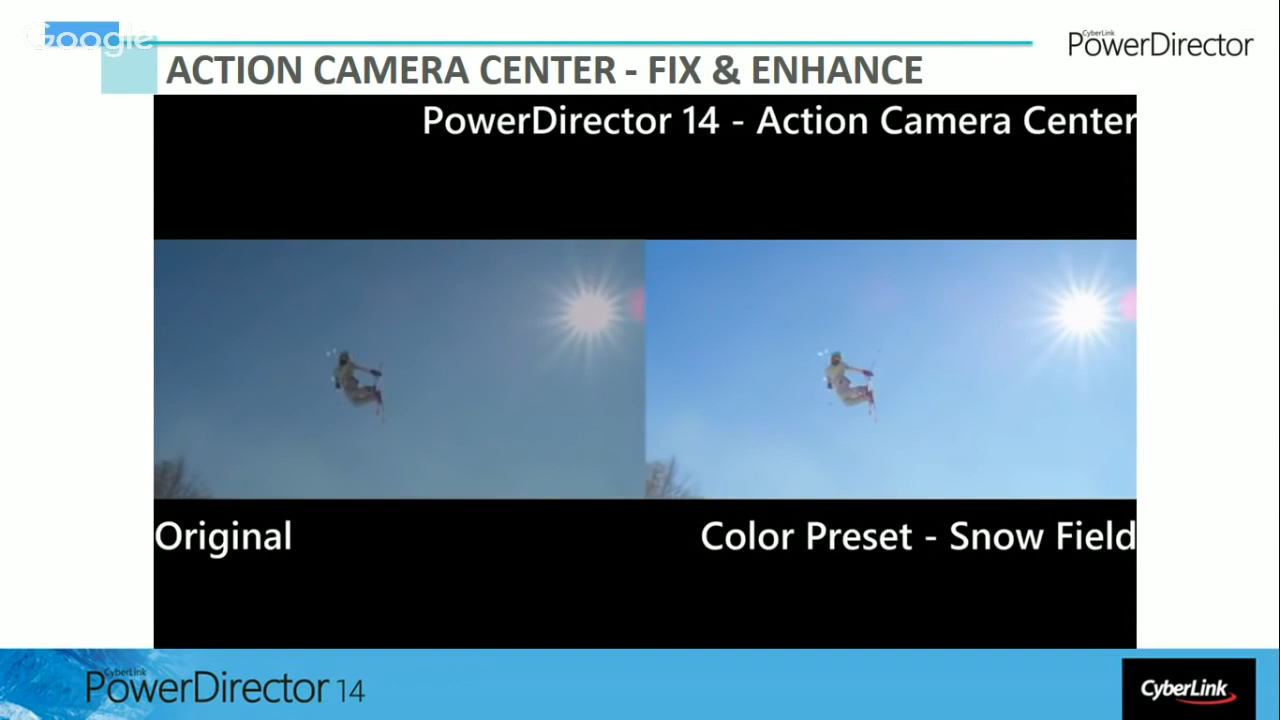 Google
CyberLink
PowerDirector
ACTION CAMERA CENTER - FIX & ENHANCE
PowerDirector 14 - Action Camera Center
Original
Color Preset - Snow Field
CyberLink
PowerDirector 14
CyberLink